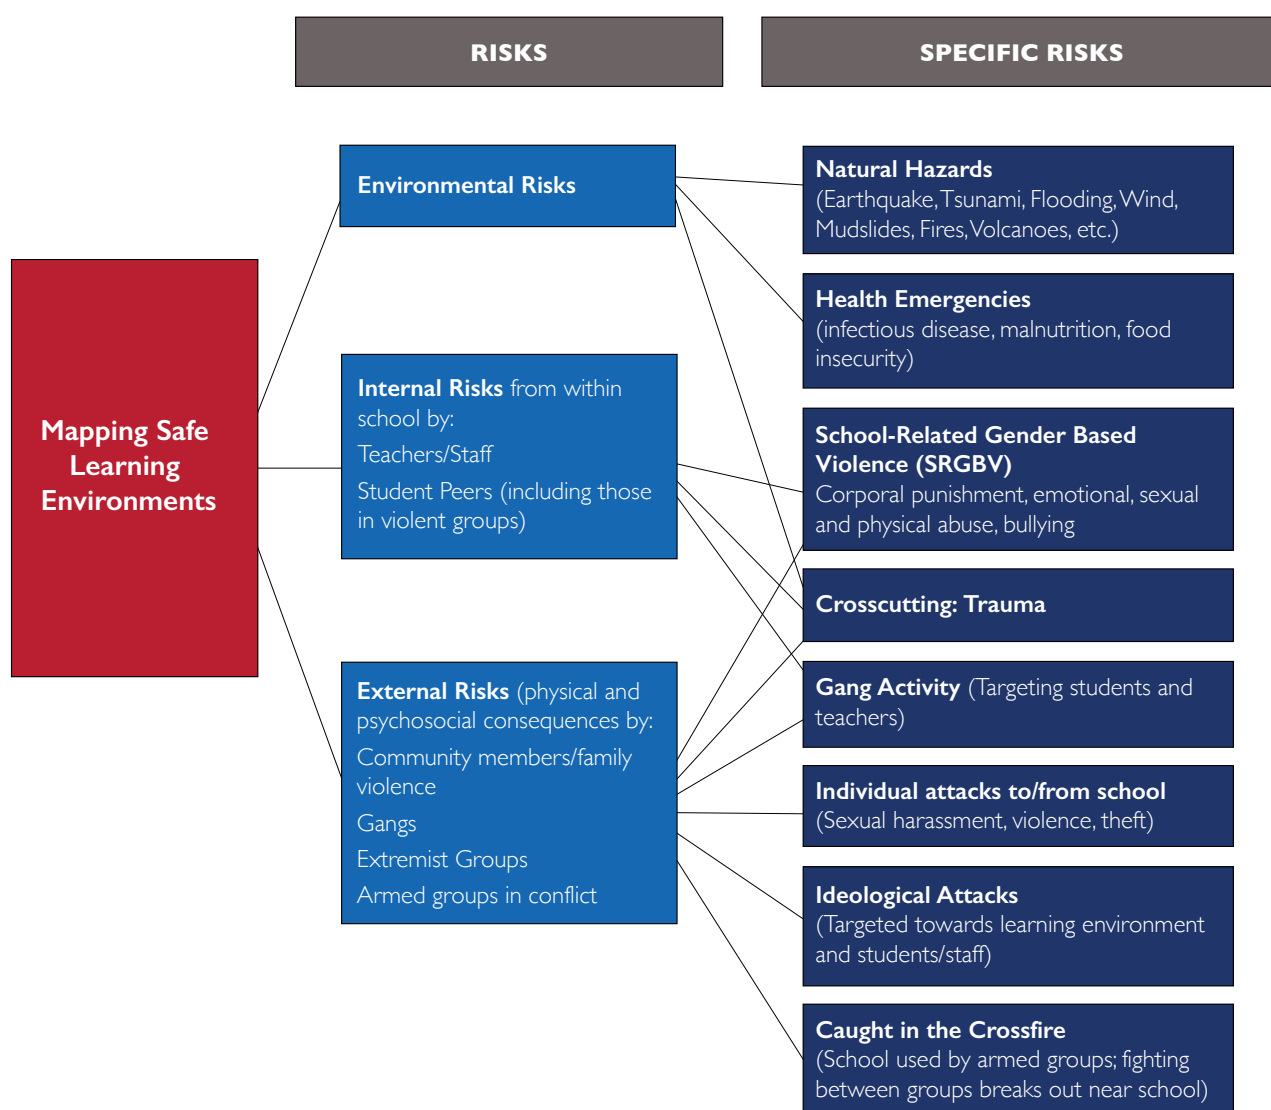 RISKS
SPECIFIC RISKS
Mapping Safe
Learning
Environments
Environmental Risks
Internal Risks from within
school by:
Teachers/Staff
Student Peers (including those
in violent groups)
External Risks (physical and
psychosocial consequences by:
Community members/family
violence
Gangs
Extremist Groups
Armed groups in conflict
Natural Hazards
(Earthquake, Tsunami, Flooding, Wind,
Mudslides, Fires, Volcanoes, etc.)
Health Emergencies
(infectious disease, malnutrition, food
insecurity)
School-Related Gender Based
Violence (SRGBV)
Corporal punishment, emotional, sexual
and physical abuse, bullying
Crosscutting: Trauma
Gang Activity (Targeting students and
teachers)
Individual attacks to/from school
(Sexual harassment, violence, theft)
Ideological Attacks
(Targeted towards learning environment
and students/staff)
Caught in the Crossfire
(School used by armed groups; fighting
between groups breaks out near school)